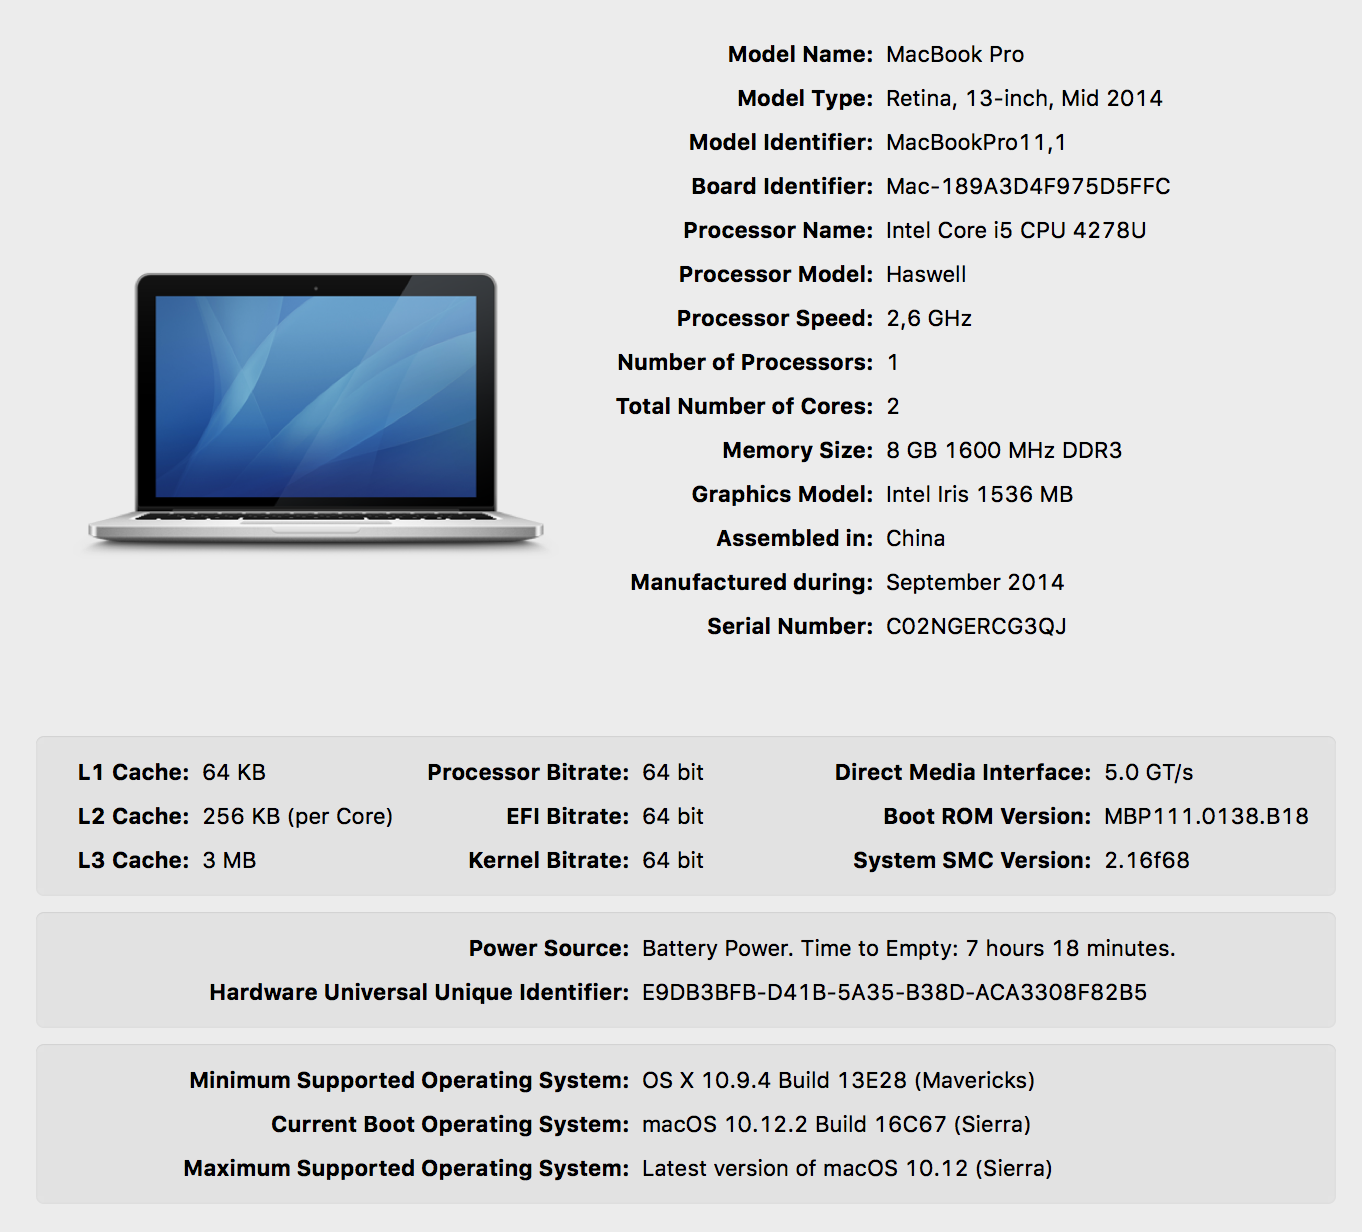 Model Name: MacBook Pro
Model Type: Retina, 13-inch, Mid 2014
Model Identifier: MacBookPro11,1
Board Identifier: Mac-189A3D4F975D5FFC
Processor Name: Intel Core i5 CPU 4278U
Processor Model: Haswell
Processor Speed: 2,6 GHz
Number of Processors: 1
Total Number of Cores: 2
Memory Size: 8 GB 1600 MHz DDR3
Graphics Model: Intel Iris 1536 MB
Assembled in: China
Manufactured during: September 2014
Serial Number: C02NGERCG3QJ
L1 Cache: 64 KB Processor Bitrate: 64 bit Direct Media Interface: 5.0 GT/s
L2 Cache: 256 KB (per Core) EFI Bitrate: 64 bit Boot ROM Version: MBP111.0138.B18
L3 Cache: 3 MB Kernel Bitrate: 64 bit System SMC Version: 2.16f68
Power Source: Battery Power. Time to Empty: 7 hours 18 minutes.
Hardware Universal Unique Identifier: E9DB3BFB-D41B-5A35-B38D-ACA3308F82B5
Minimum Supported Operating System: OS X 10.9.4 Build 13E28 (Mavericks)
Current Boot Operating System: macOS 10.12.2 Build 16C67 (Sierra)
Maximum Supported Operating System: Latest version of macOS 10.12 (Sierra)